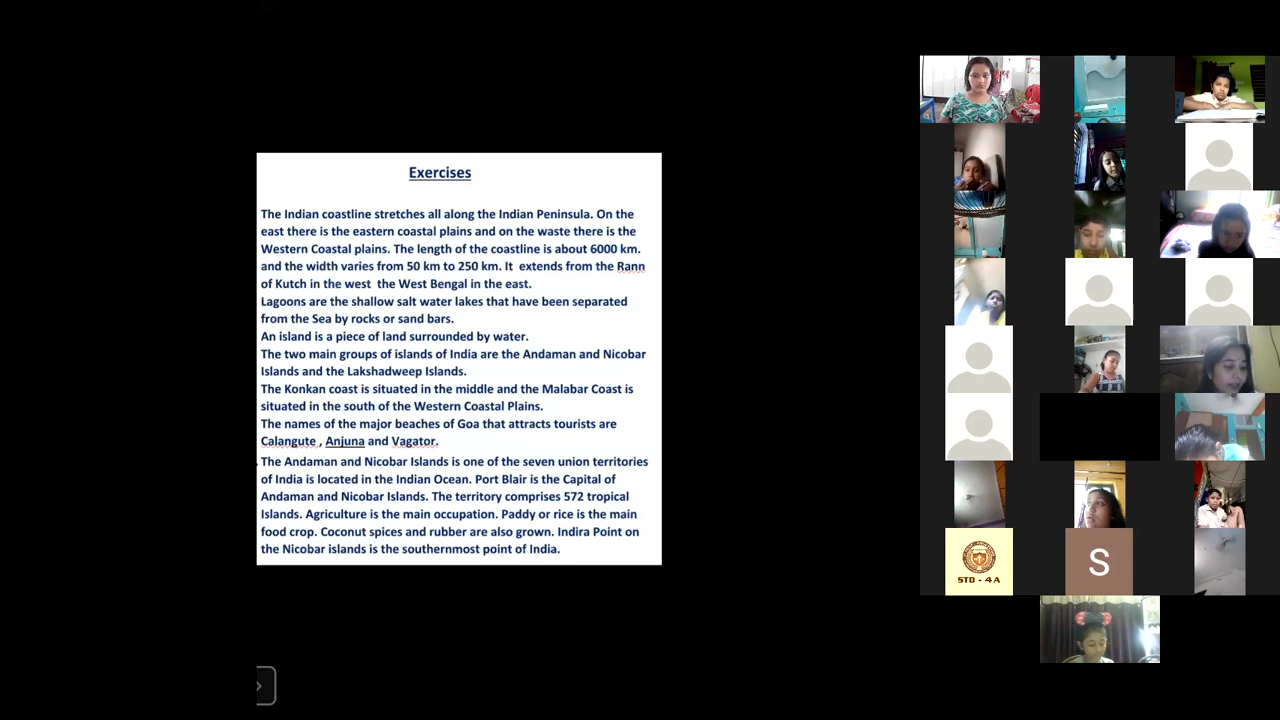 Exercises
The Indian coastline stretches all along the Indian Peninsula. On the
east there is the eastern coastal plains and on the waste there is the
Western Coastal plains. The length of the coastline is about 6000 km.
and the width varies from 50 km to 250 km. It  extends from the Rann
of Kutch in the west  the West Bengal in the east.
Lagoons are the shallow salt water lakes that have been separated
from the Sea by rocks or sand bars.
An island is a piece of land surrounded by water.
The two main groups of islands of India are the Andaman and Nicobar
Islands and the Lakshadweep Islands.
The Konkan coast is situated in the middle and the Malabar Coast is
situated in the south of the Western Coastal Plains.
The names of the major beaches of Goa that attracts tourists are
Calangute , Anjuna and Vagator.
The Andaman and Nicobar Islands is one of the seven union territories
of India is located in the Indian Ocean. Port Blair is the Capital of
Andaman and Nicobar Islands. The territory comprises 572 tropical
Islands. Agriculture is the main occupation. Paddy or rice is the main
food crop. Coconut spices and rubber are also grown. Indira Point on
the Nicobar islands is the southernmost point of India.
STD - 4A
S